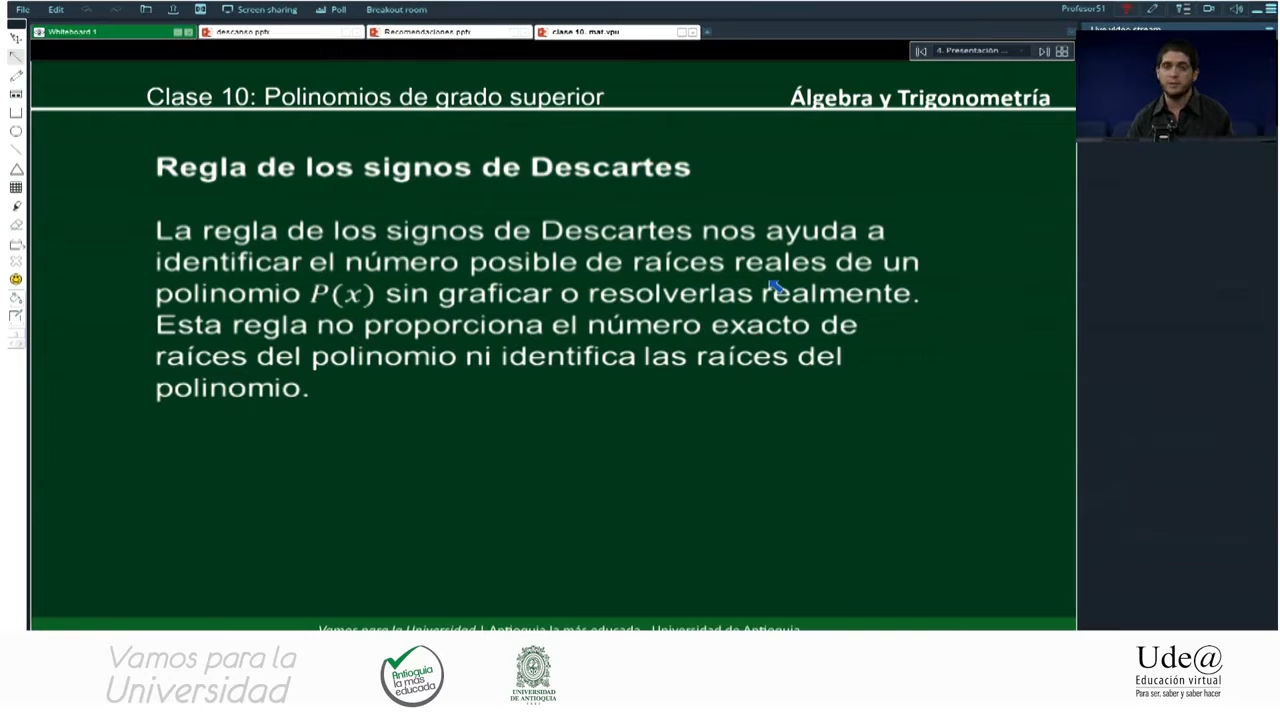 File Edit Screen sharing Poll Breakout room Profesor51
Whiteboard 1 descanso.pptx Recomendaciones.pptx clase 10. mat.vpu Live video stream
4. Presentación ...
Clase 10: Polinomios de grado superior Álgebra y Trigonometría
Regla de los signos de Descartes
La regla de los signos de Descartes nos ayuda a
identificar el número posible de raíces reales de un
polinomio P(x) sin graficar o resolverlas realmente.
Esta regla no proporciona el número exacto de
raíces del polinomio ni identifica las raíces del
polinomio.
Vamos para la Universidad | Antioquia la más educada - Universidad de Antioquia
Vamos para la
Universidad
Antioquia
la más
educada
UNIVERSIDAD
DE ANTIOQUIA
1803
Ude@
Educación virtual
Para ser, saber y saber hacer